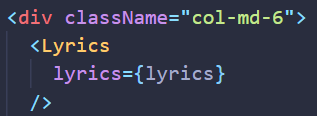 <div className="col-md-6">
  <Lyrics
    lyrics={lyrics}
  />